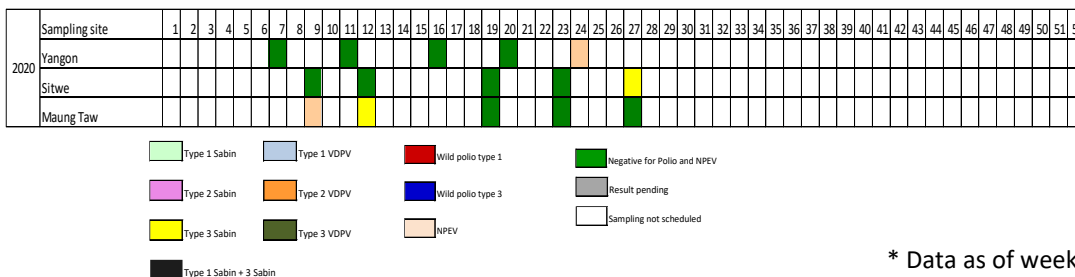 Sampling site 1 2 3 4 5 6 7 8 9 10 11 12 13 14 15 16 17 18 19 20 21 22 23 24 25 26 27 28 29 30 31 32 33 34 35 36 37 38 39 40 41 42 43 44 45 46 47 48 49 50 51 5
2020
Yangon
Sitwe
Maung Taw
Type 1 Sabin Type 1 VDPV Wild polio type 1 Negative for Polio and NPEV
Type 2 Sabin Type 2 VDPV Wild polio type 3 Result pending
Type 3 Sabin Type 3 VDPV NPEV Sampling not scheduled
Type 1 Sabin + 3 Sabin
* Data as of week